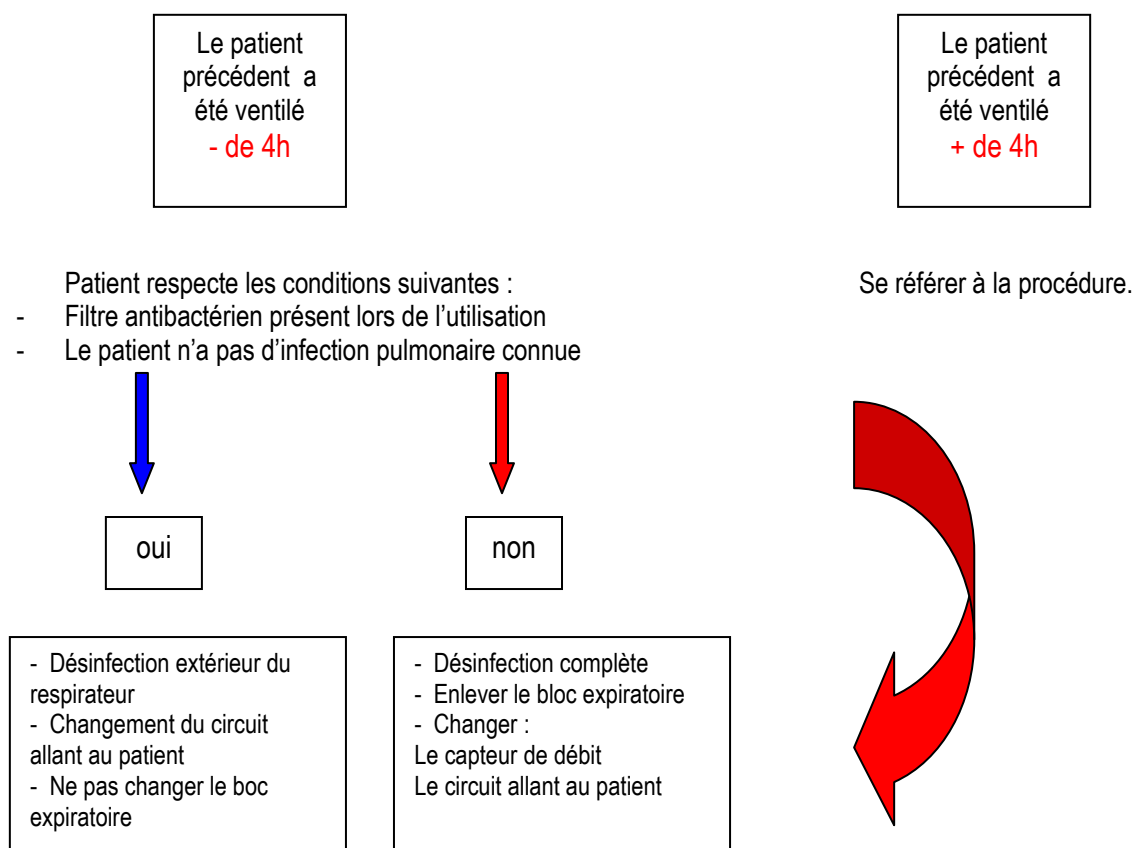 Le patient
précédent a
été ventilé
- de 4h
Le patient
précédent a
été ventilé
+ de 4h
Patient respecte les conditions suivantes :
- Filtre antibactérien présent lors de l’utilisation
- Le patient n’a pas d’infection pulmonaire connue
Se référer à la procédure.
oui
non
- Désinfection extérieur du
respirateur
- Changement du circuit
allant au patient
- Ne pas changer le boc
expiratoire
- Désinfection complète
- Enlever le bloc expiratoire
- Changer :
Le capteur de débit
Le circuit allant au patient